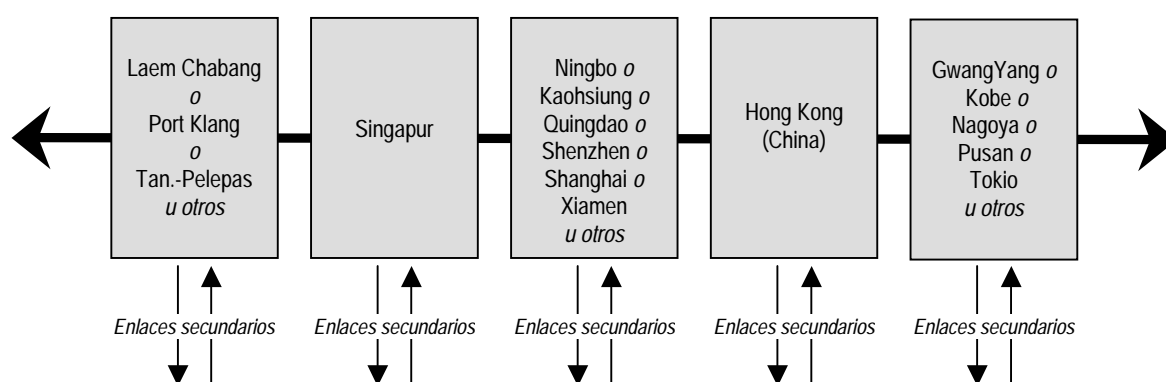 Laem Chabang
o
Port Klang
o
Tan.-Pelepas
u otros
Singapur
Ningbo o
Kaohsiung o
Quingdao o
Shenzhen o
Shanghai o
Xiamen
u otros
Hong Kong
(China)
GwangYang o
Kobe o
Nagoya o
Pusan o
Tokio
u otros
Enlaces secundarios
Enlaces secundarios
Enlaces secundarios
Enlaces secundarios
Enlaces secundarios